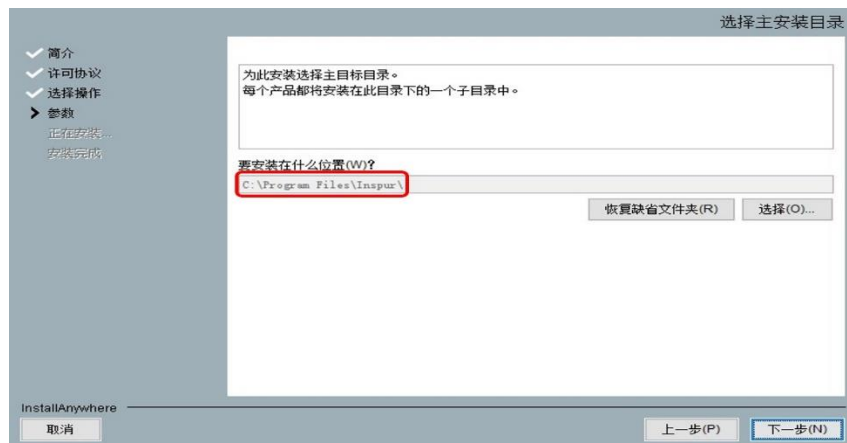 选择主安装目录
简介
许可协议
选择操作
参数
正在安装...
安装完成
为此安装选择主目标目录。
每个产品都将安装在此目录下的一个子目录中。
要安装在什么位置(W)?
C:\Program Files\Inspur\
恢复缺省文件夹(R)
选择(O)...
InstallAnywhere
取消
上一步(P)
下一步(N)